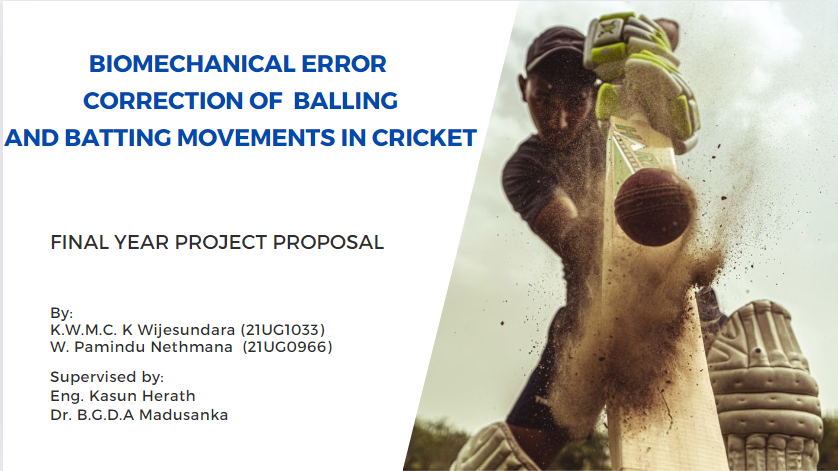 BIOMECHANICAL ERROR
CORRECTION OF BALLING
AND BATTING MOVEMENTS IN CRICKET
FINAL YEAR PROJECT PROPOSAL
By:
K.W.M.C. K Wijesundara (21UG1033)
W. Pamindu Nethmana (21UG0966)
Supervised by:
Eng. Kasun Herath
Dr. B.G.D.A Madusanka